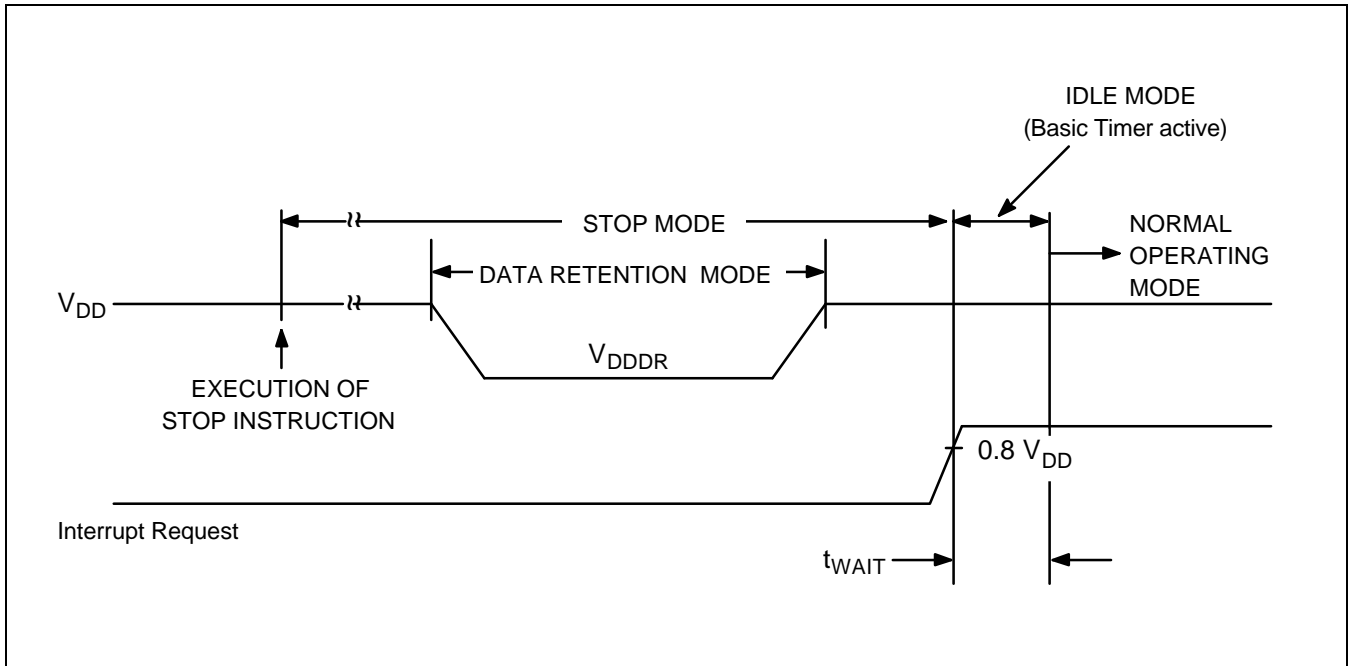 IDLE MODE
(Basic Timer active)
STOP MODE
NORMAL
OPERATING
MODE
DATA RETENTION MODE
VDD
VDDDR
EXECUTION OF
STOP INSTRUCTION
0.8 VDD
Interrupt Request
tWAIT